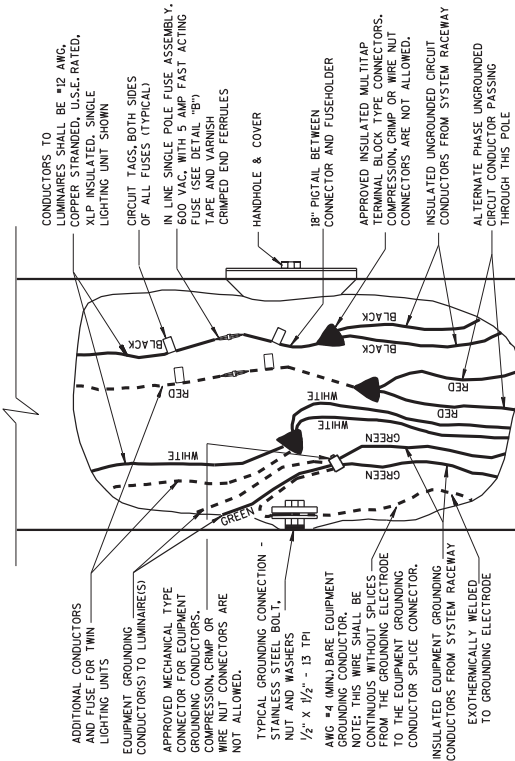 CONDUCTORS TO
LUMINAIRES SHALL BE #12 AWG,
COPPER STRANDED, U.S.E. RATED,
XLP INSULATED. SINGLE
LIGHTING UNIT SHOWN
CIRCUIT TAGS, BOTH SIDES
OF ALL FUSES (TYPICAL)
IN LINE SINGLE POLE FUSE ASSEMBLY.
600 VAC, WITH 5 AMP FAST ACTING
FUSE (SEE DETAIL "B")
TAPE AND VARNISH
CRIMPED END FERRULES
HANDHOLE & COVER
18" PIGTAIL BETWEEN
CONNECTOR AND FUSEHOLDER
APPROVED INSULATED MULTITAP
TERMINAL BLOCK TYPE CONNECTORS.
COMPRESSION, CRIMP OR WIRE NUT
CONNECTORS ARE NOT ALLOWED.
INSULATED UNGROUNDED CIRCUIT
CONDUCTORS FROM SYSTEM RACEWAY
ALTERNATE PHASE UNGROUNDED
CIRCUIT CONDUCTOR PASSING
THROUGH THIS POLE
BLACK
BLACK
BLACK
RED
RED
RED
WHITE
WHITE
WHITE
GREEN
GREEN
GREEN
ADDITIONAL CONDUCTORS
AND FUSE FOR TWIN
LIGHTING UNITS
EQUIPMENT GROUNDING
CONDUCTOR(S) TO LUMINAIRE(S)
APPROVED MECHANICAL TYPE
CONNECTOR FOR EQUIPMENT
GROUNDING CONDUCTORS.
COMPRESSION, CRIMP OR
WIRE NUT CONNECTORS ARE
NOT ALLOWED.
TYPICAL GROUNDING CONNECTION -
STAINLESS STEEL BOLT,
NUT AND WASHERS
1/2" X 1 1/2" - 13 TPI
AWG #4 (MIN.) BARE EQUIPMENT
GROUNDING CONDUCTOR.
NOTE: THIS WIRE SHALL BE
CONTINUOUS WITHOUT SPLICES
FROM THE GROUNDING ELECTRODE
TO THE EQUIPMENT GROUNDING
CONDUCTOR SPLICE CONNECTOR.
INSULATED EQUIPMENT GROUNDING
CONDUCTORS FROM SYSTEM RACEWAY
EXOTHERMICALLY WELDED
TO GROUNDING ELECTRODE